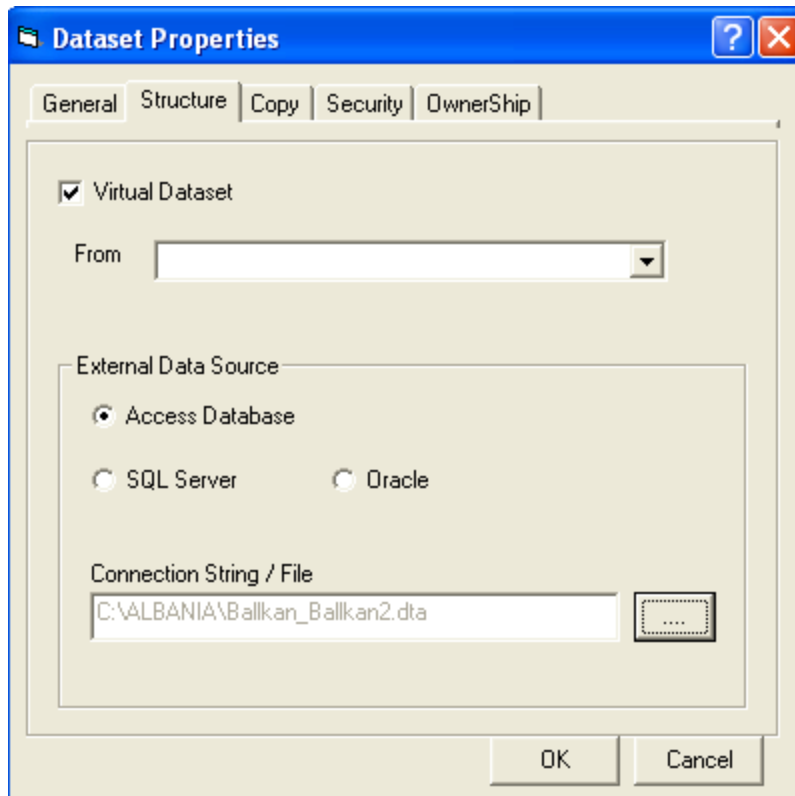 Dataset Properties
General Structure Copy Security OwnerShip
Virtual Dataset
From
External Data Source
Access Database
SQL Server Oracle
Connection String / File
C:\ALBANIA\Ballkan_Ballkan2.dta ....
OK Cancel